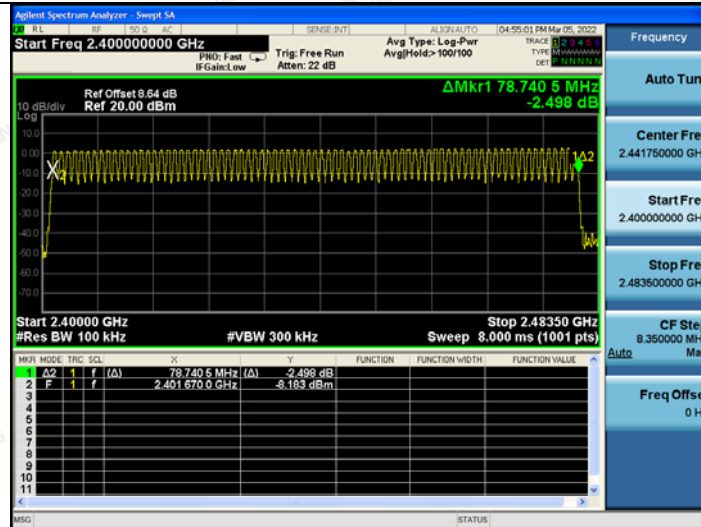 Agilent Spectrum Analyzer - Swept SA
RL RF 50 Ω AC SENSE:INT ALIGNAUTO 04:55:01 PM Mar 05, 2022
Start Freq 2.400000000 GHz
PNO: Fast
IFGain:Low
Trig: Free Run
Atten: 22 dB
Avg Type: Log-Pwr
Avg|Hold:>100/100
TRACE 1 2 3 4 5 6
TYPE M
DET P N N N N N
Ref Offset 8.64 dB
10 dB/div Ref 20.00 dBm
Log
ΔMkr1 78.740 5 MHz
-2.498 dB
10.0
0.00
-10.0
-20.0
-30.0
-40.0
-50.0
-60.0
-70.0
X2
1Δ2
Start 2.40000 GHz Stop 2.48350 GHz
#Res BW 100 kHz #VBW 300 kHz Sweep 8.000 ms (1001 pts)
MKR MODE TRC SCL X Y FUNCTION FUNCTION WIDTH FUNCTION VALUE
1 Δ2 1 f (Δ) 78.740 5 MHz (Δ) -2.498 dB
2 F 1 f 2.401 670 0 GHz -8.183 dBm
3
4
5
6
7
8
9
10
11
MSG STATUS
Frequency
Auto Tun
Center Fre
2.441750000 GH
Start Fre
2.400000000 GH
Stop Fre
2.483500000 GH
CF Ste
8.350000 MH
Auto Ma
Freq Offse
0 H